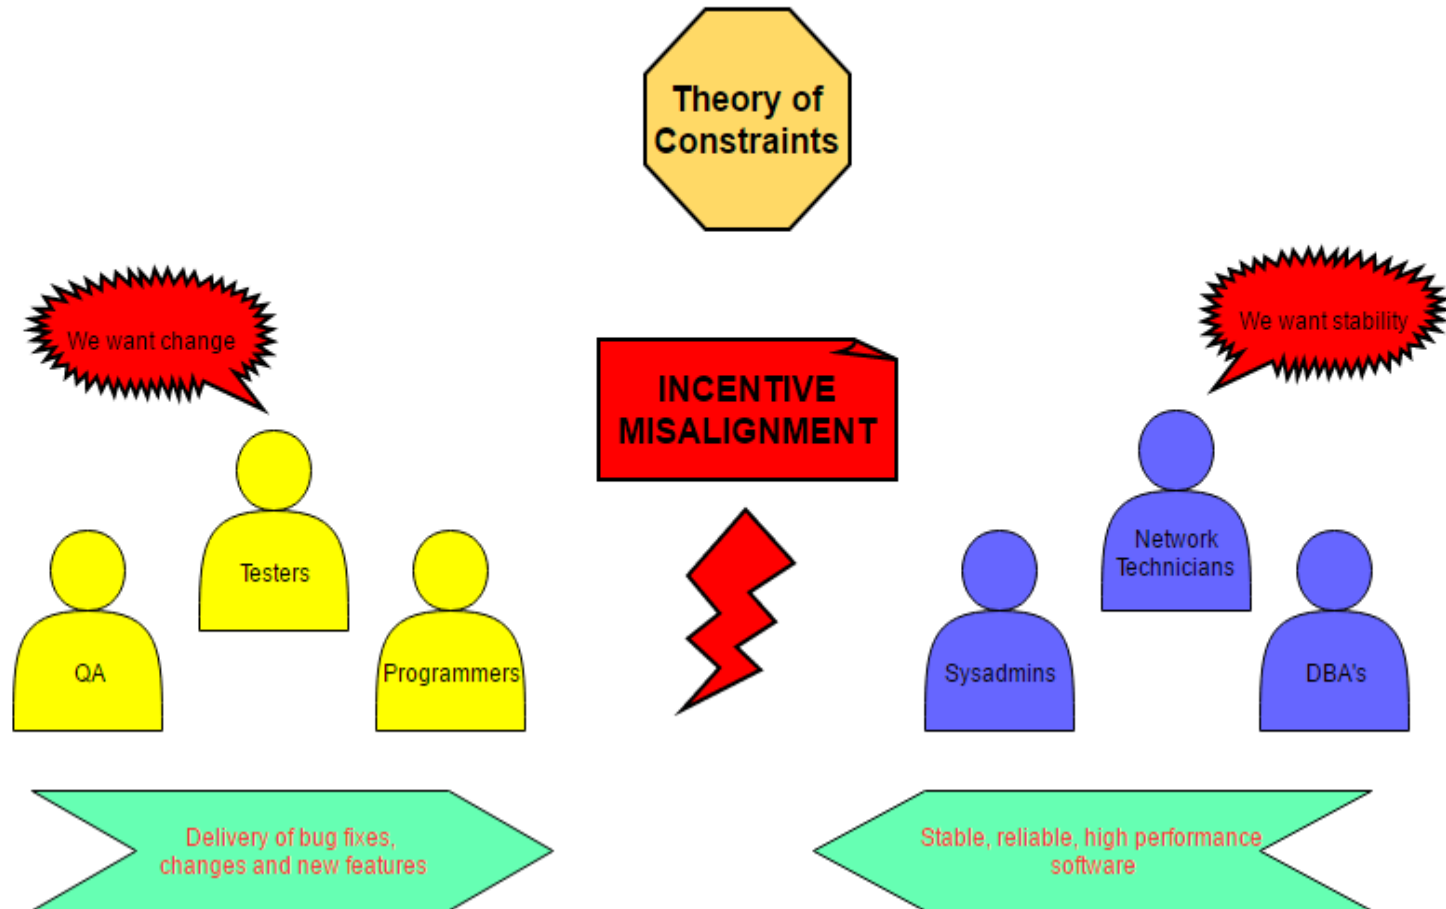 Theory of
Constraints
We want change
We want stability
INCENTIVE
MISALIGNMENT
Testers
Network
Technicians
QA
Programmers
Sysadmins
DBA's
Delivery of bug fixes,
changes and new features
Stable, reliable, high performance
software